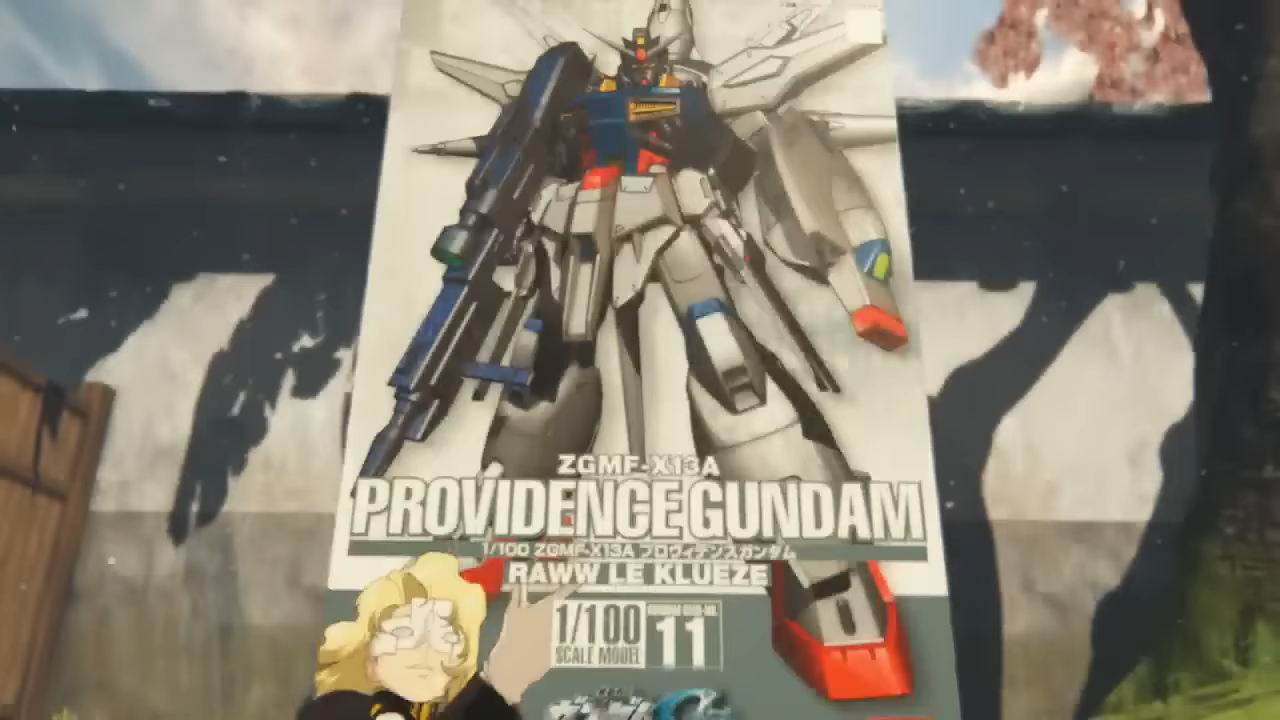 ZGMF-X13A
PROVIDENCE GUNDAM
1/100 ZGMF-X13A プロヴィデンスガンダム
RAWW LE KLUEZE
1/100
SCALE MODEL
11